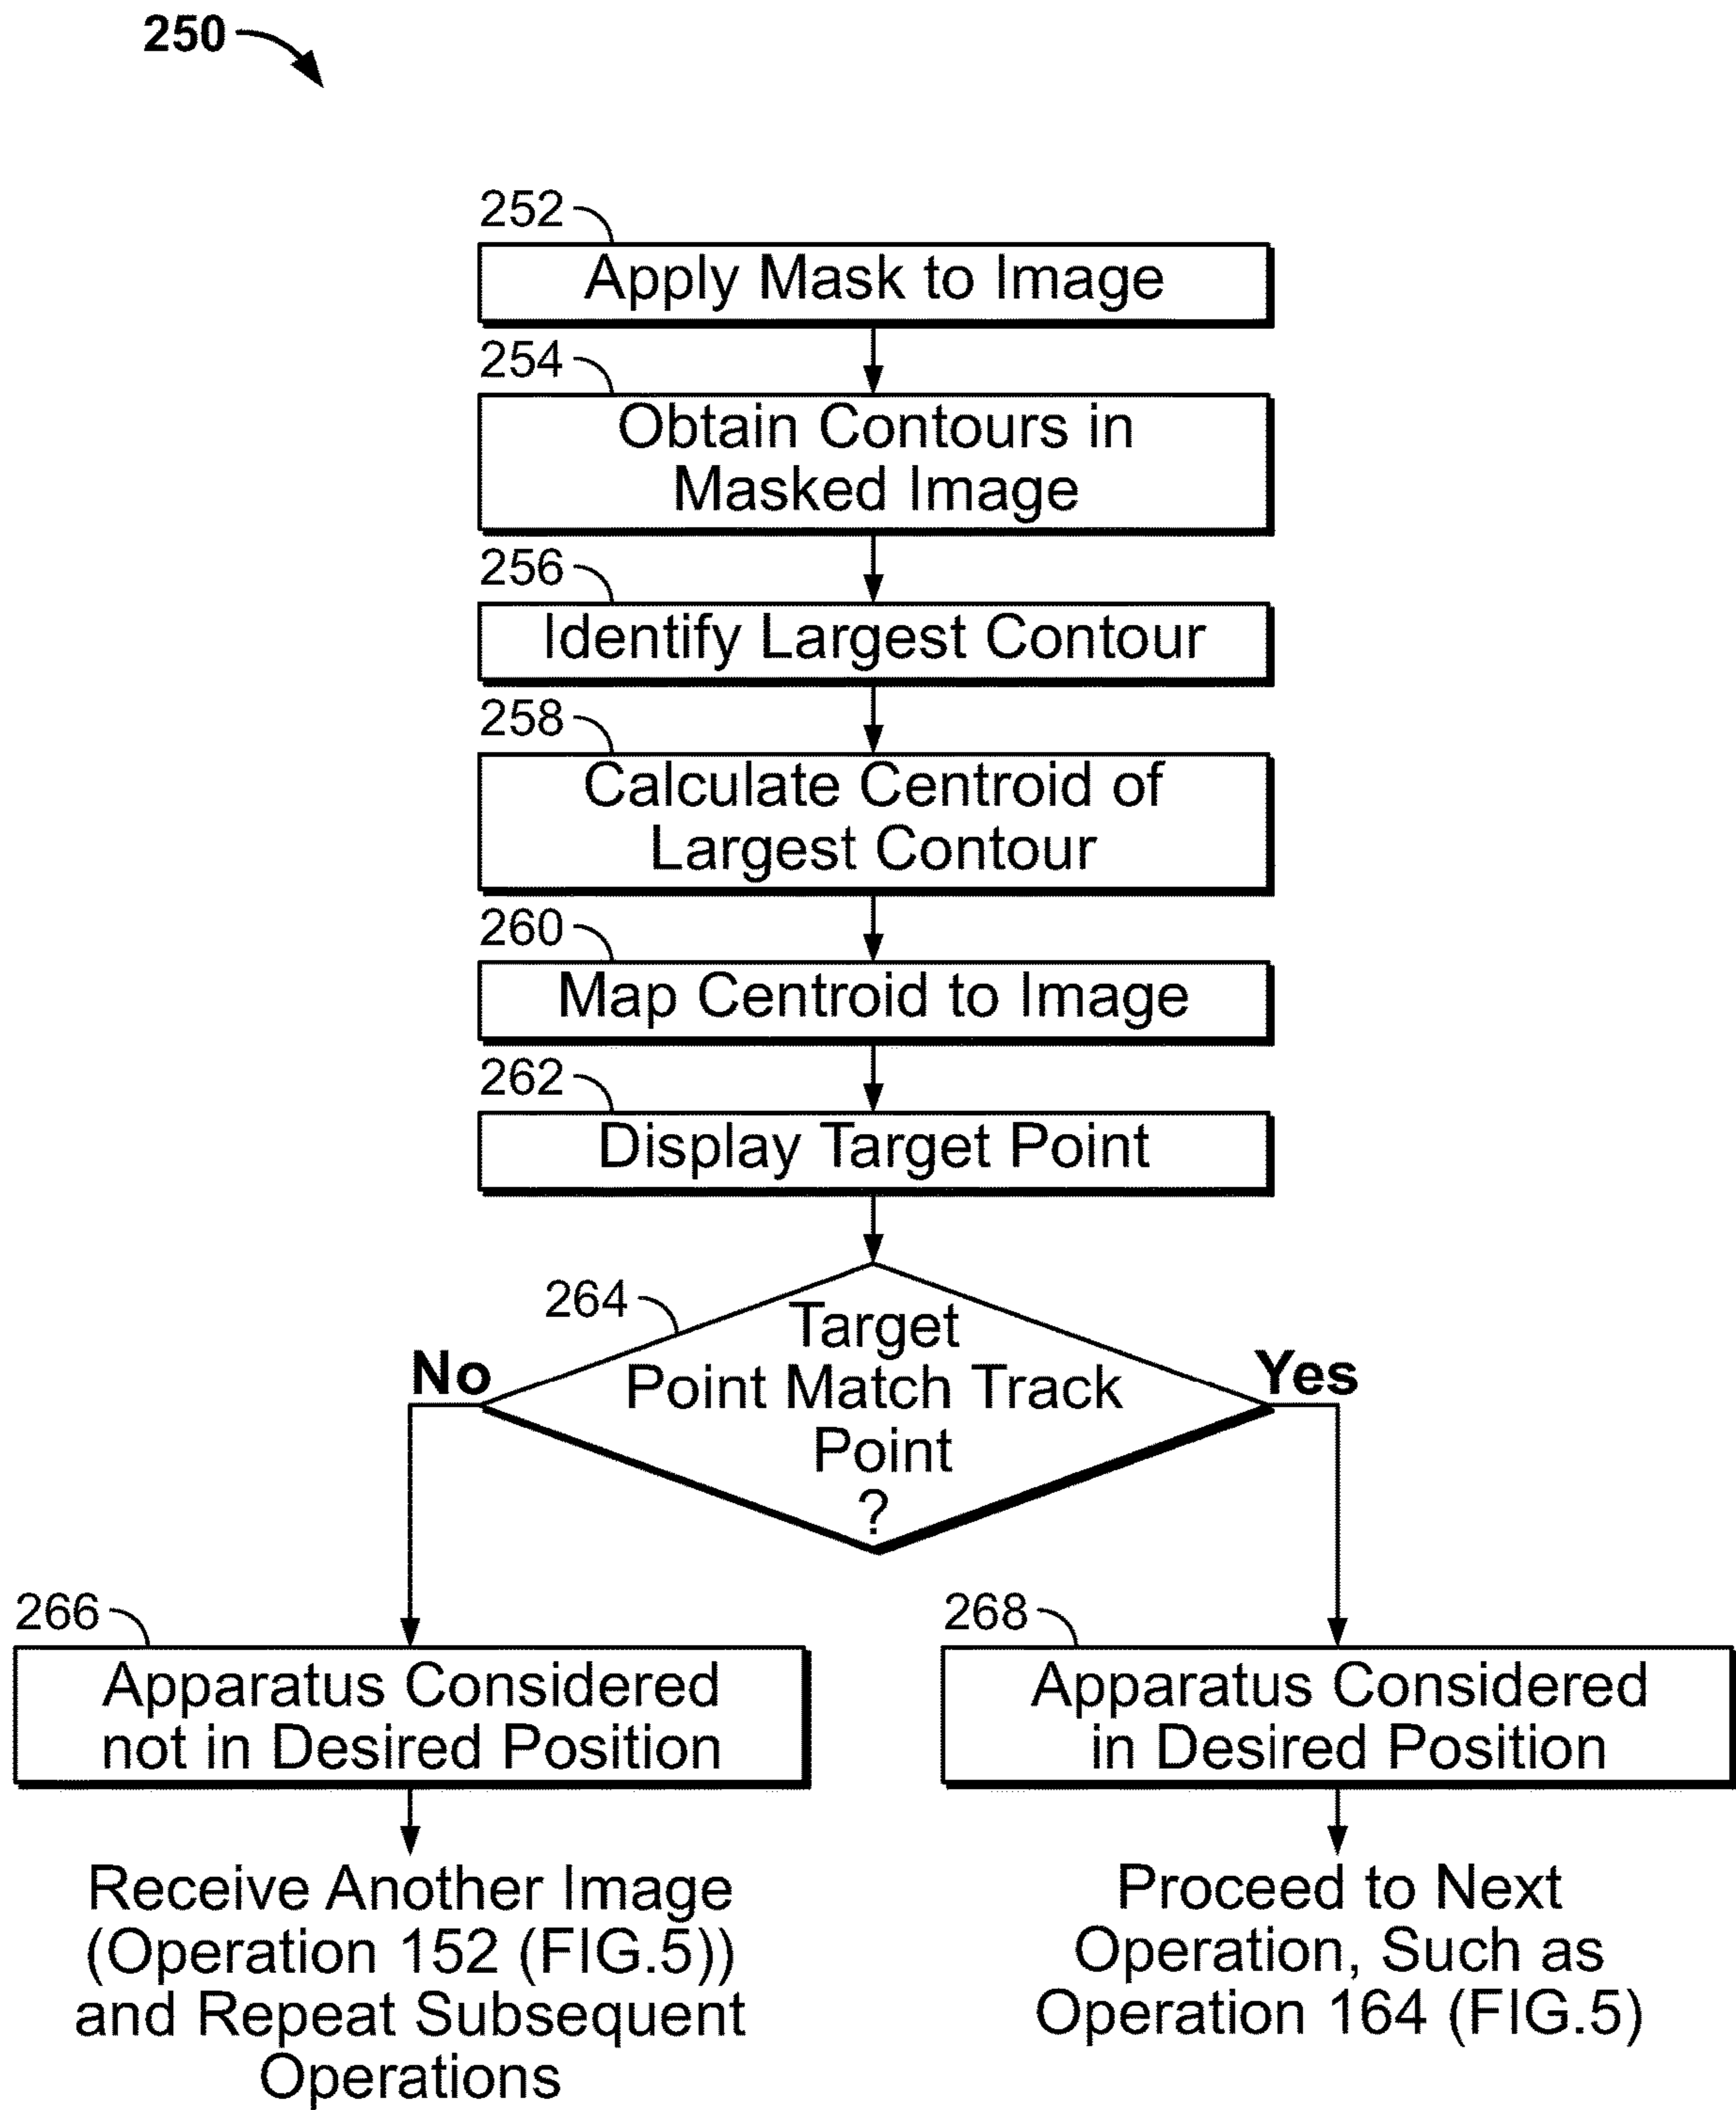 250
252
Apply Mask to Image
254
Obtain Contours in
Masked Image
256
Identify Largest Contour
258
Calculate Centroid of
Largest Contour
260
Map Centroid to Image
262
Display Target Point
264
Target
Point Match Track
Point
?
No
Yes
266
Apparatus Considered
not in Desired Position
268
Apparatus Considered
in Desired Position
Receive Another Image
(Operation 152 (FIG.5))
and Repeat Subsequent
Operations
Proceed to Next
Operation, Such as
Operation 164 (FIG.5)